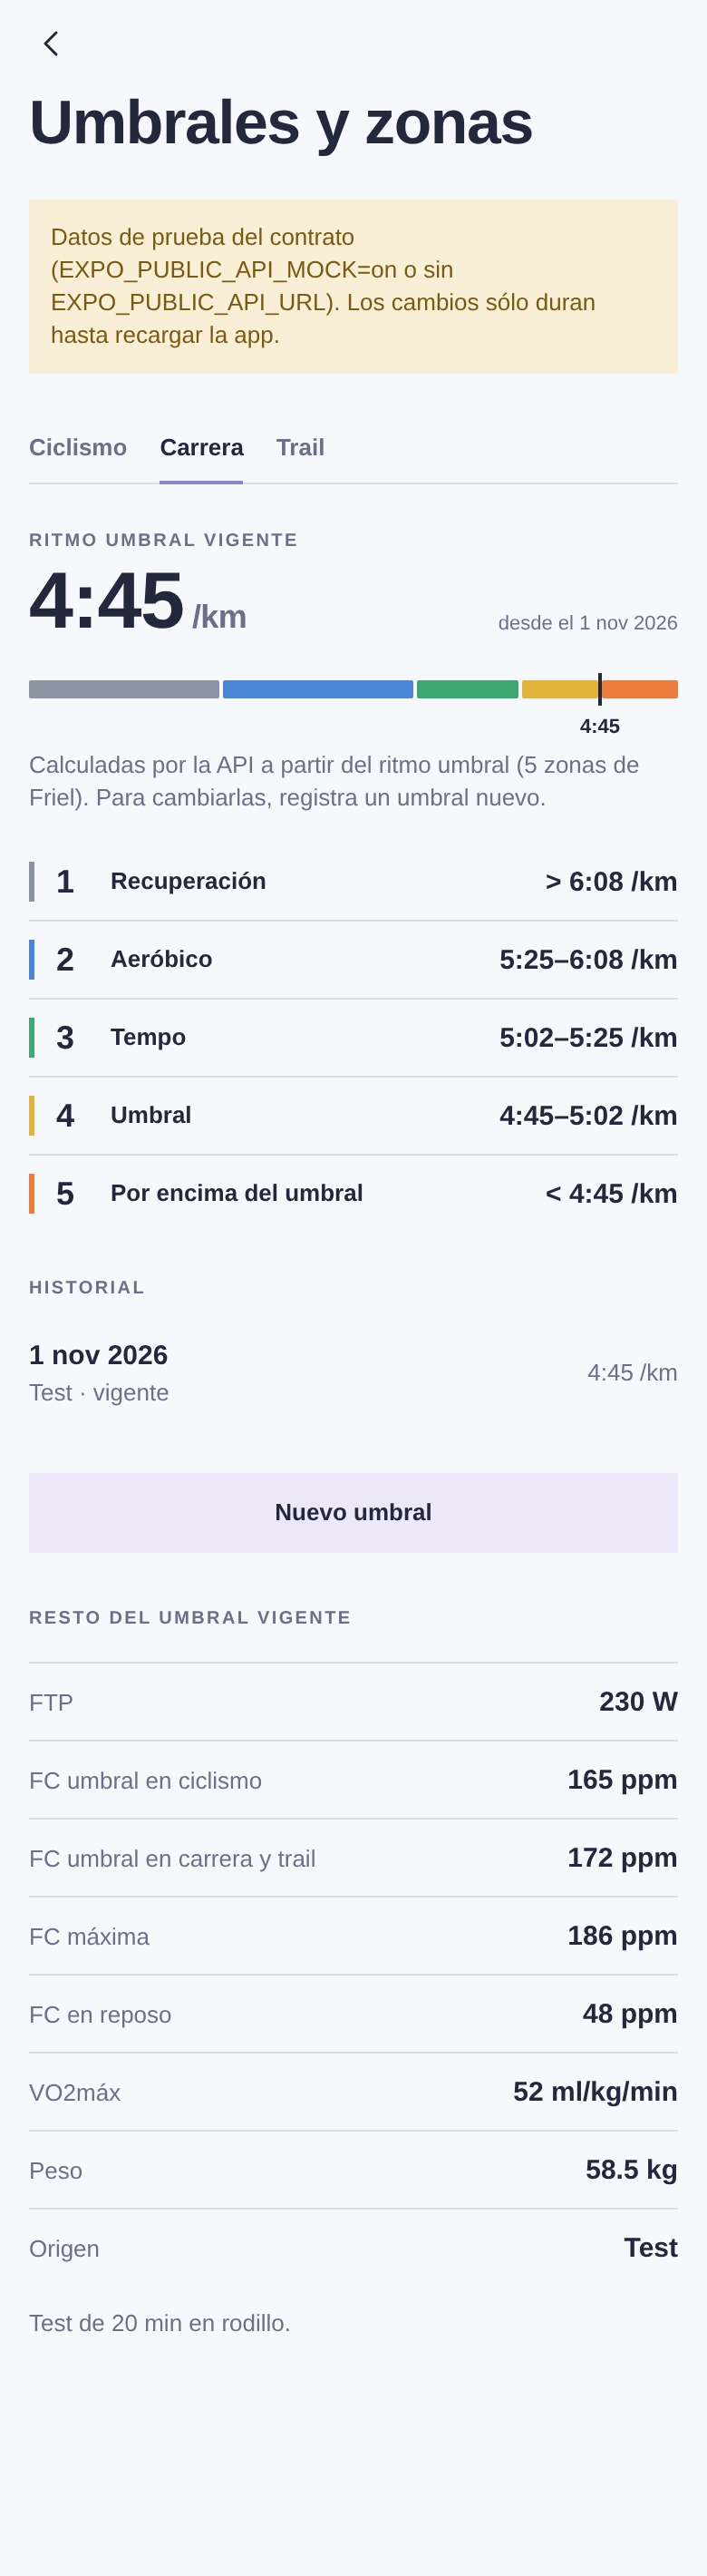 Umbrales y zonas
Datos de prueba del contrato
(EXPO_PUBLIC_API_MOCK=on o sin
EXPO_PUBLIC_API_URL). Los cambios sólo duran
hasta recargar la app.
Ciclismo Carrera Trail
RITMO UMBRAL VIGENTE
4:45 /km desde el 1 nov 2026
4:45
Calculadas por la API a partir del ritmo umbral (5 zonas de
Friel). Para cambiarlas, registra un umbral nuevo.
1 Recuperación > 6:08 /km
2 Aeróbico 5:25–6:08 /km
3 Tempo 5:02–5:25 /km
4 Umbral 4:45–5:02 /km
5 Por encima del umbral < 4:45 /km
HISTORIAL
1 nov 2026
Test · vigente 4:45 /km
Nuevo umbral
RESTO DEL UMBRAL VIGENTE
FTP 230 W
FC umbral en ciclismo 165 ppm
FC umbral en carrera y trail 172 ppm
FC máxima 186 ppm
FC en reposo 48 ppm
VO2máx 52 ml/kg/min
Peso 58.5 kg
Origen Test
Test de 20 min en rodillo.